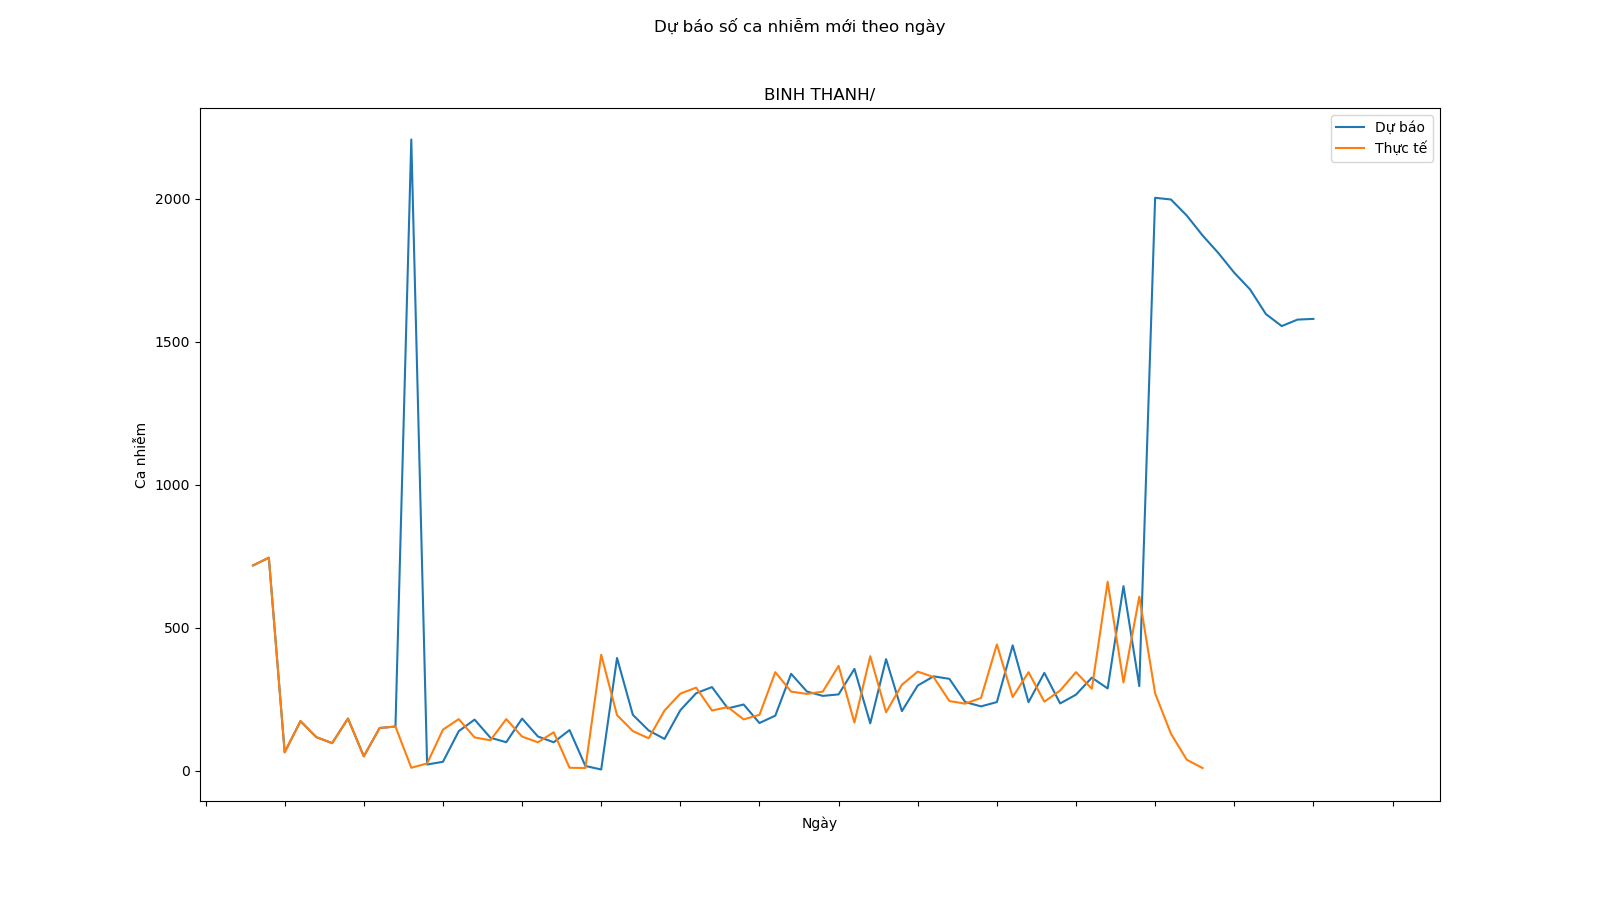 Dự báo số ca nhiễm mới theo ngày
BINH THANH/
Dự báo
Thực tế
2000
1500
1000
500
0
Ca nhiễm
Ngày